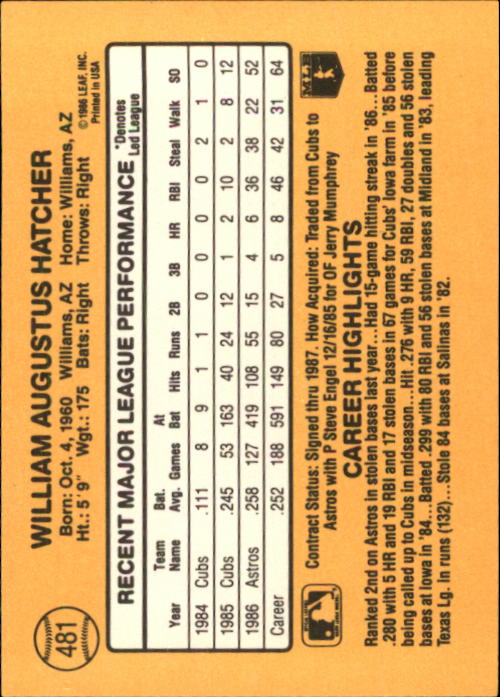 481
WILLIAM AUGUSTUS HATCHER
Born: Oct. 4, 1960 Williams, AZ Home: Williams, AZ
Ht.: 5'9" Wgt.: 175 Bats: Right Throws: Right
©1986 LEAF, INC.
Printed in USA
RECENT MAJOR LEAGUE PERFORMANCE
*Denotes
Led League
Year Team Name Bat. Avg. Games At Bat Hits Runs 2B 3B HR RBI Steal Walk SO
1984 Cubs .111 8 9 1 1 0 0 0 0 2 1 0
1985 Cubs .245 53 163 40 24 12 1 2 10 2 8 12
1986 Astros .258 127 419 108 55 15 4 6 36 38 22 52
Career .252 188 591 149 80 27 5 8 46 42 31 64
Contract Status: Signed thru 1987. How Acquired: Traded from Cubs to
Astros with P Steve Engel 12/16/85 for OF Jerry Mumphrey
MLB
CAREER HIGHLIGHTS
Ranked 2nd on Astros in stolen bases last year...Had 15-game hitting streak in '86...Batted
.280 with 5 HR and 19 RBI and 17 stolen bases in 67 games for Cubs' Iowa farm in '85 before
being called up to Cubs in midseason...Hit .276 with 9 HR, 59 RBI, 27 doubles and 56 stolen
bases at Iowa in '84...Batted .299 with 80 RBI and 56 stolen bases at Midland in '83, leading
Texas Lg. in runs (132)...Stole 84 bases at Salinas in '82.